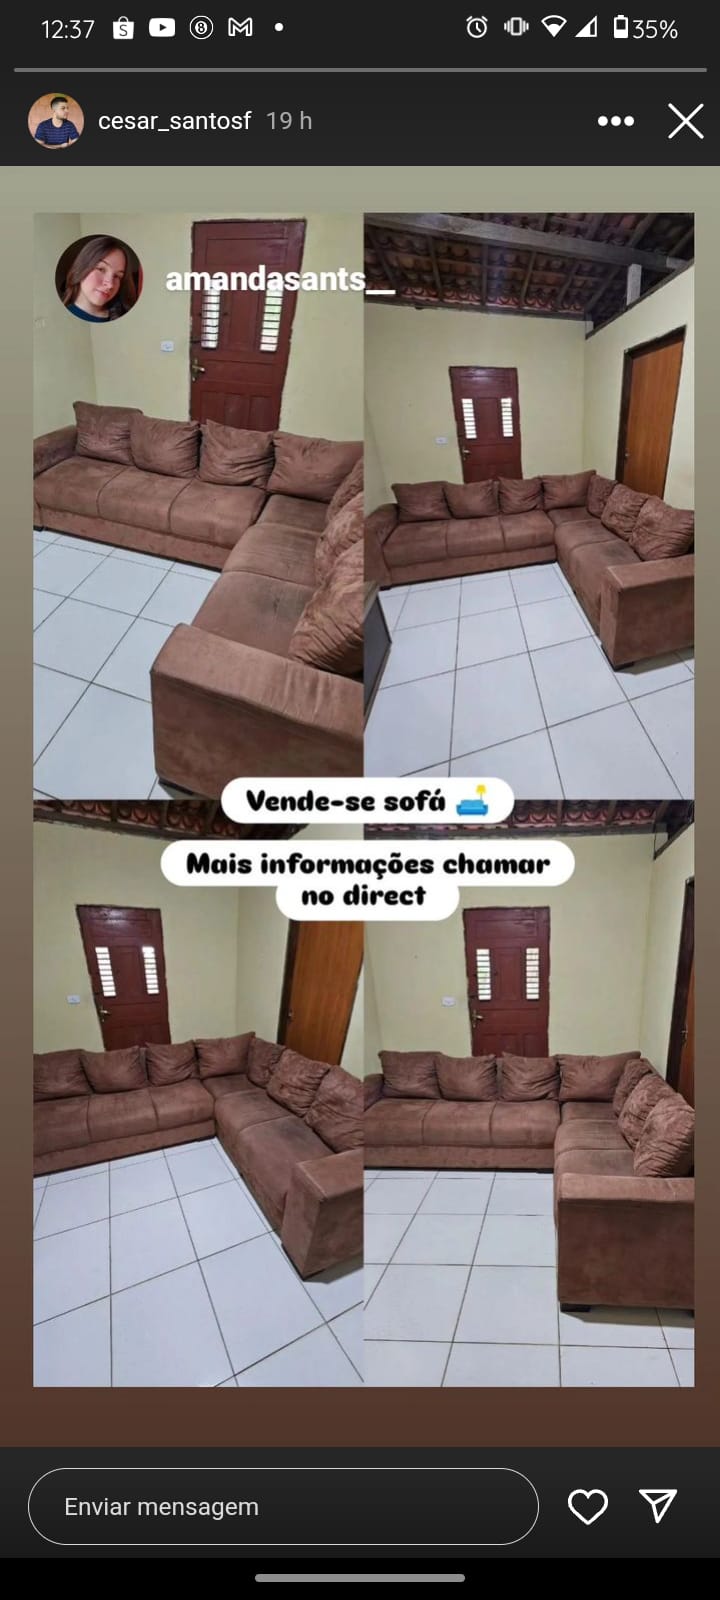 12:37
35%
cesar_santosf 19 h
amandasants__
Vende-se sofá
Mais informações chamar
no direct
Enviar mensagem